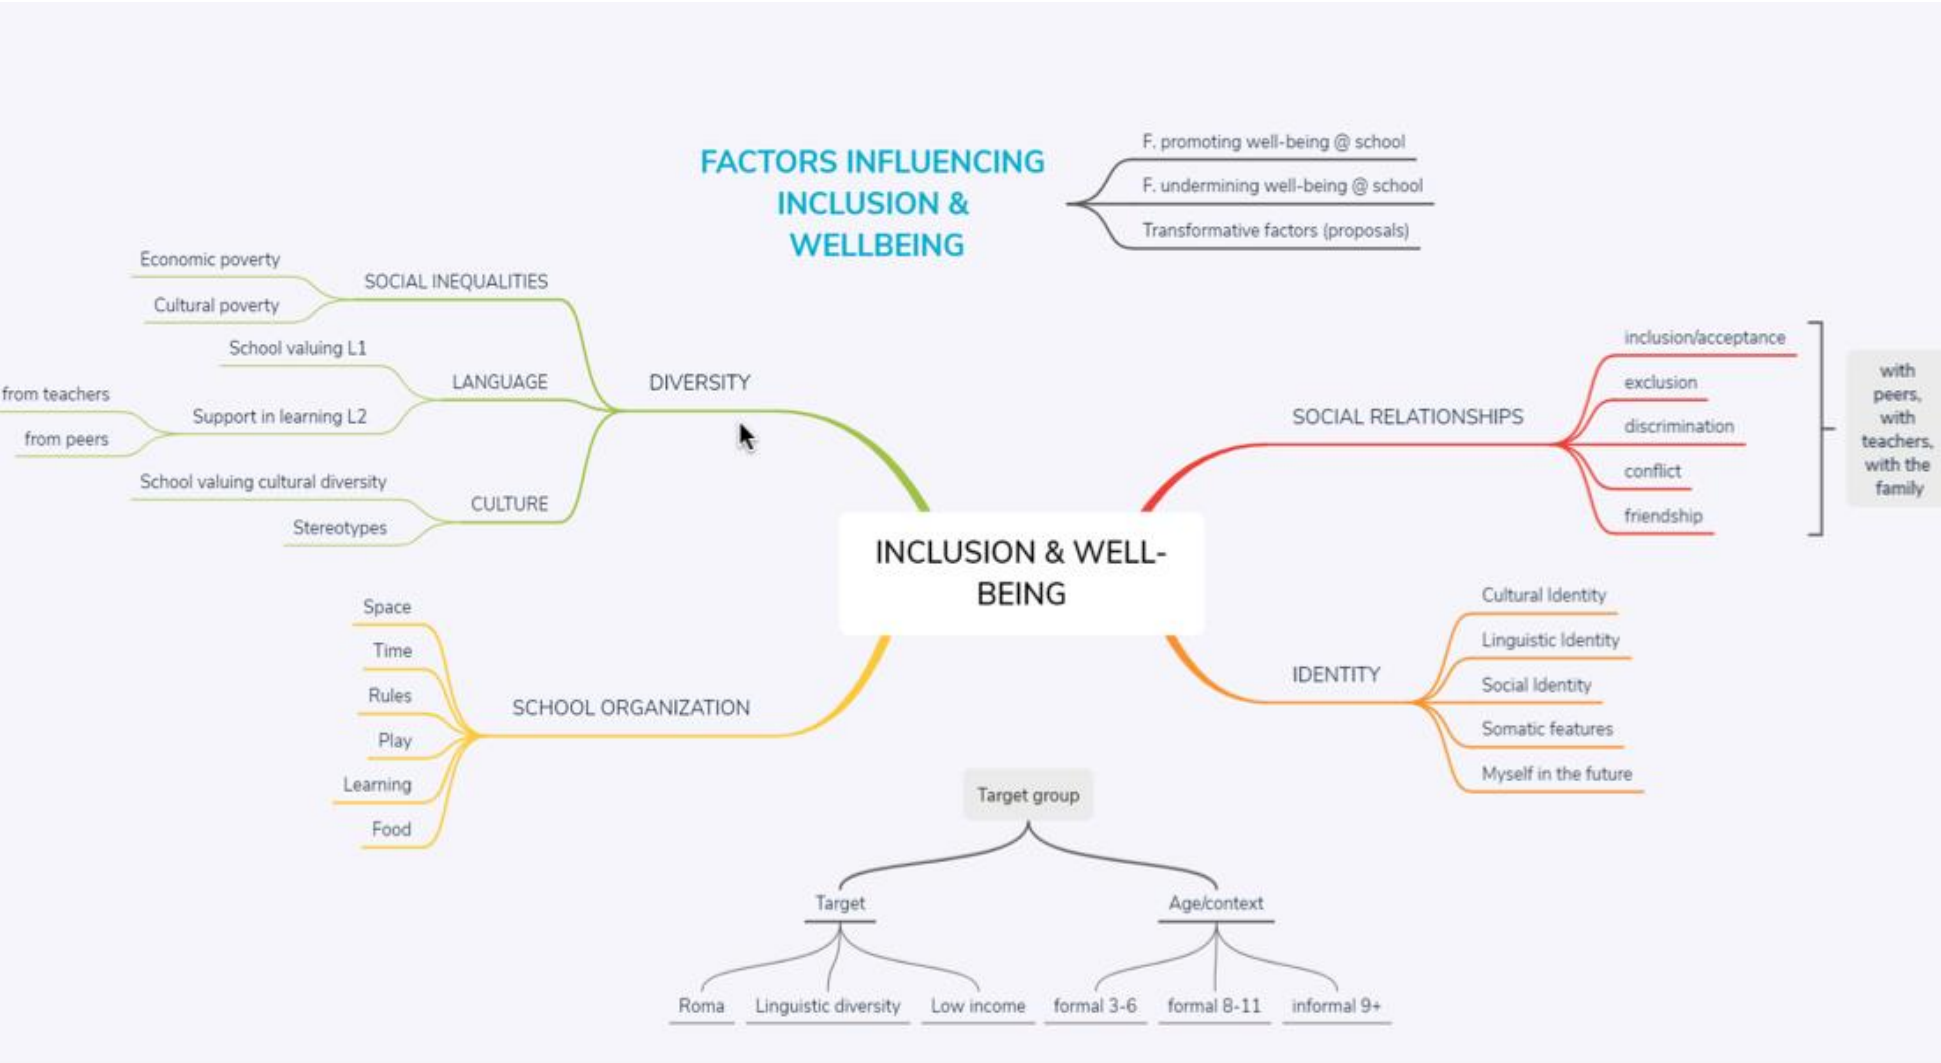 FACTORS INFLUENCING
INCLUSION &
WELLBEING
F. promoting well-being @ school
F. undermining well-being @ school
Transformative factors (proposals)
Economic poverty
Cultural poverty
SOCIAL INEQUALITIES
School valuing L1
LANGUAGE
from teachers
from peers
Support in learning L2
School valuing cultural diversity
Stereotypes
CULTURE
DIVERSITY
SOCIAL RELATIONSHIPS
inclusion/acceptance
exclusion
discrimination
conflict
friendship
with
peers,
with
teachers,
with the
family
INCLUSION & WELL-
BEING
Space
Time
Rules
Play
Learning
Food
SCHOOL ORGANIZATION
IDENTITY
Cultural Identity
Linguistic Identity
Social Identity
Somatic features
Myself in the future
Target group
Target
Age/context
Roma
Linguistic diversity
Low income
formal 3-6
formal 8-11
informal 9+